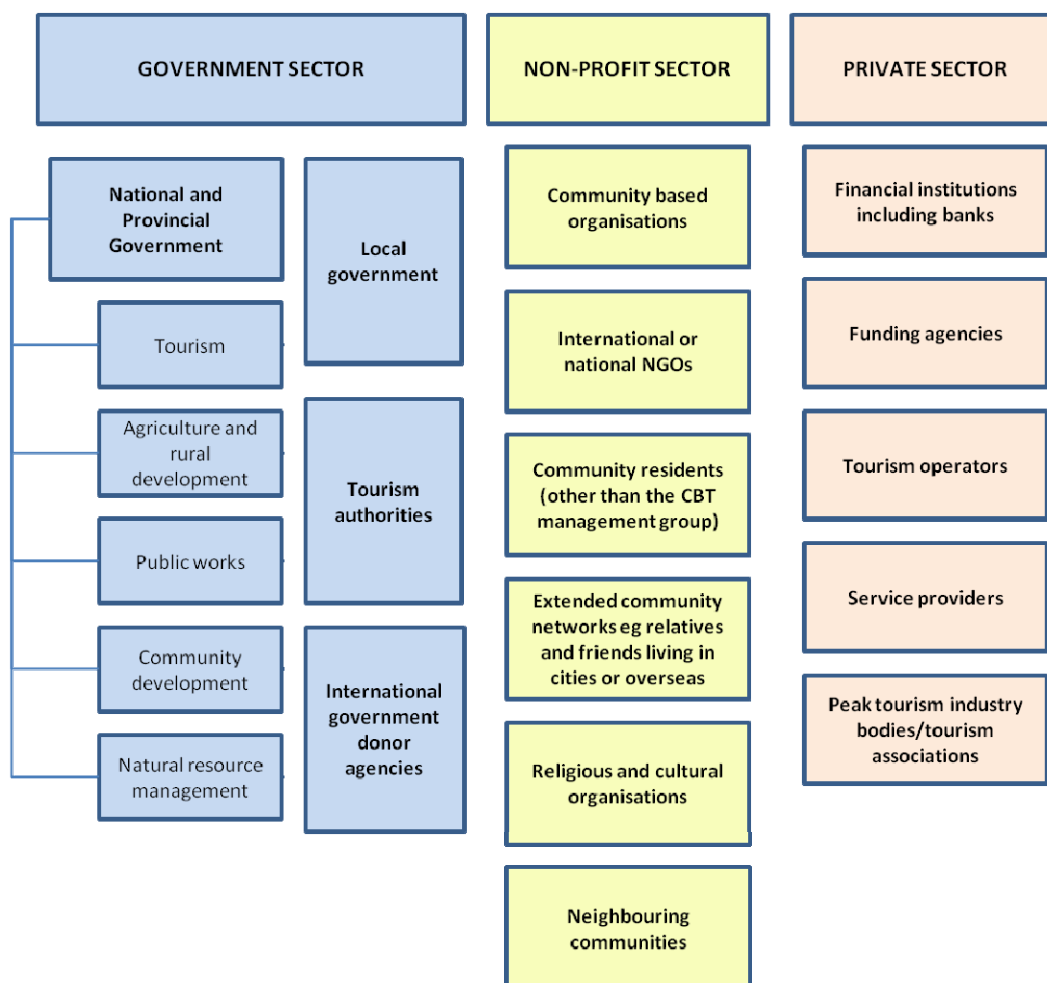 GOVERNMENT SECTOR
National and
Provincial
Government
Tourism
Agriculture and
rural
development
Public works
Community
development
Natural resource
management
Local
government
Tourism
authorities
International
government
donor
agencies
NON-PROFIT SECTOR
Community based
organisations
International or
national NGOs
Community residents
(other than the CBT
management group)
Extended community
networks eg relatives
and friends living in
cities or overseas
Religious and cultural
organisations
Neighbouring
communities
PRIVATE SECTOR
Financial institutions
including banks
Funding agencies
Tourism operators
Service providers
Peak tourism industry
bodies/tourism
associations